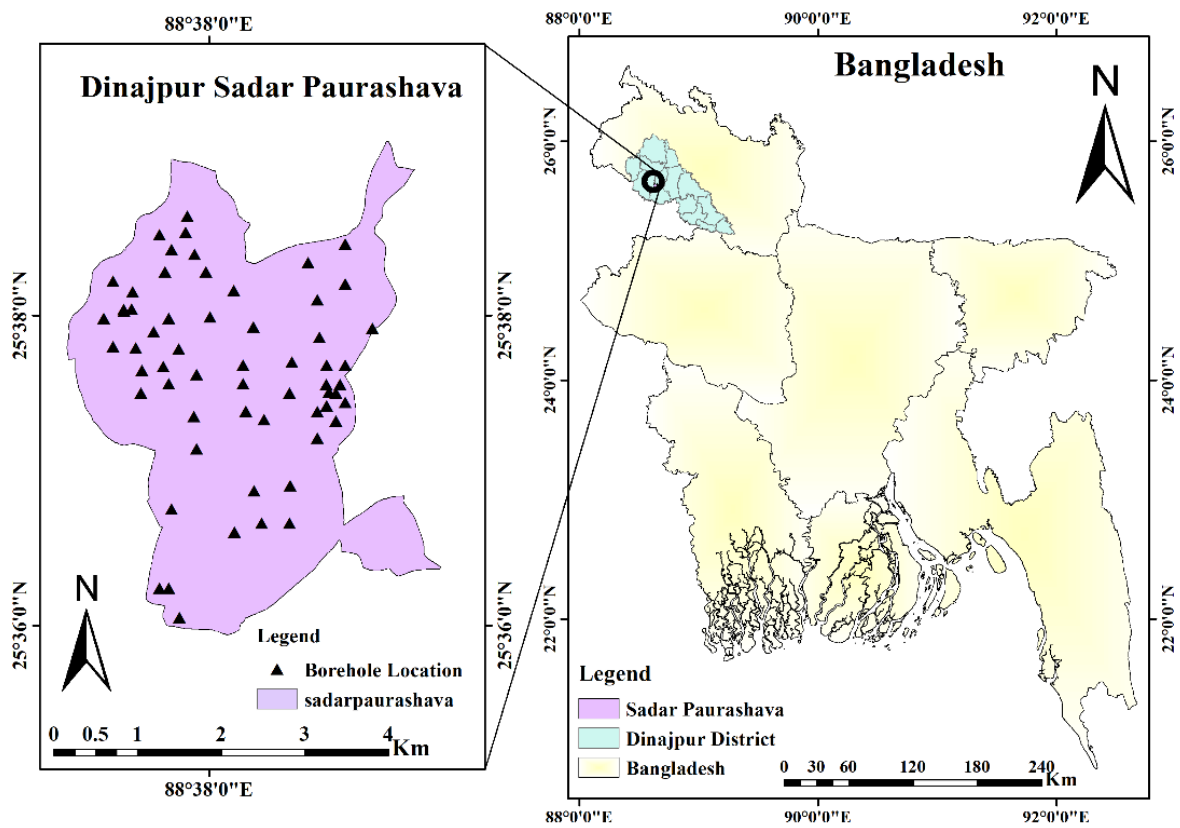 88°38'0"E
Dinajpur Sadar Paurashava
25°38'0"N
25°36'0"N
25°38'0"N
25°36'0"N
N
Legend
Borehole Location
sadarpaurashava
0 0.5 1 2 3 4
Km
88°38'0"E
88°0'0"E 90°0'0"E 92°0'0"E
Bangladesh
N
26°0'0"N
24°0'0"N
22°0'0"N
26°0'0"N
24°0'0"N
22°0'0"N
Legend
Sadar Paurashava
Dinajpur District
Bangladesh
0 30 60 120 180 240
Km
88°0'0"E 90°0'0"E 92°0'0"E